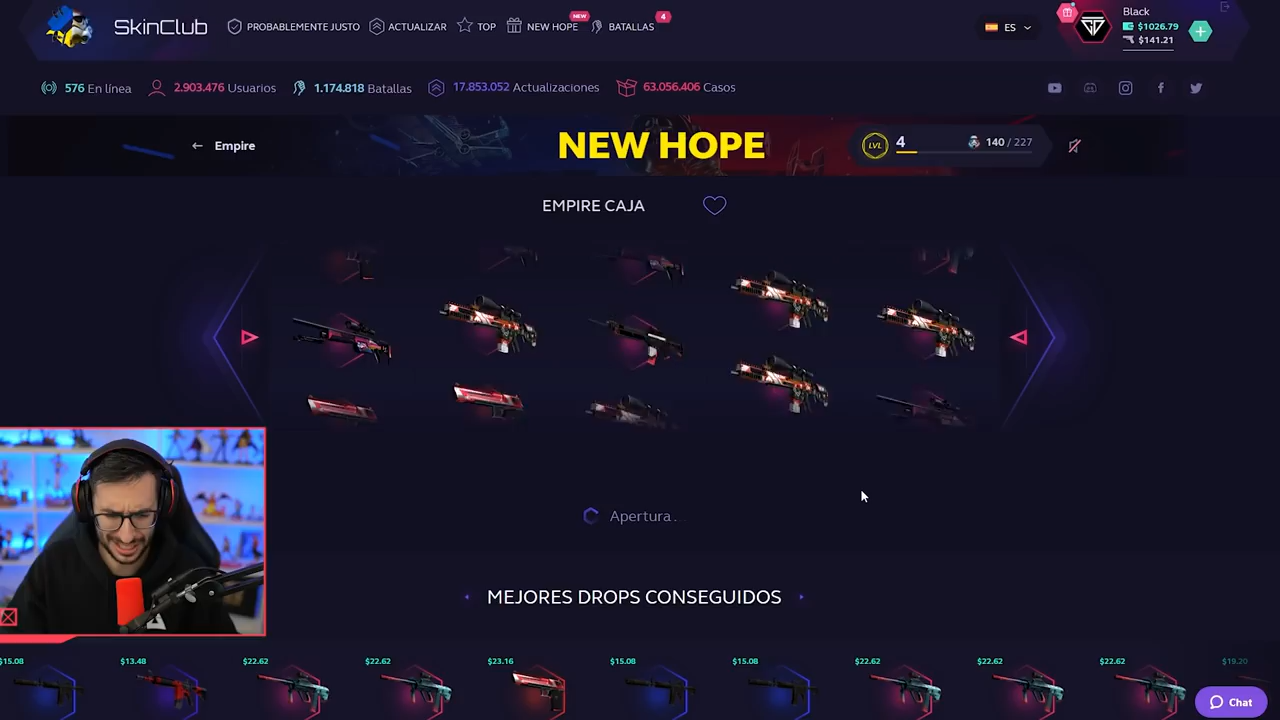 SKINCLUB
PROBABLEMENTE JUSTO
ACTUALIZAR
TOP
NEW HOPE
NEW
BATALLAS
4
ES
Black
$1026.79
$141.21
576 En línea
2.903.476 Usuarios
1.174.818 Batallas
17.853.052 Actualizaciones
63.056.406 Casos
← Empire
NEW HOPE
LVL
4
140 / 227
EMPIRE CAJA
Apertura..
MEJORES DROPS CONSEGUIDOS
$15.08
$13.48
$22.62
$22.62
$23.16
$15.08
$15.08
$22.62
$22.62
$22.62
$19.20
Chat